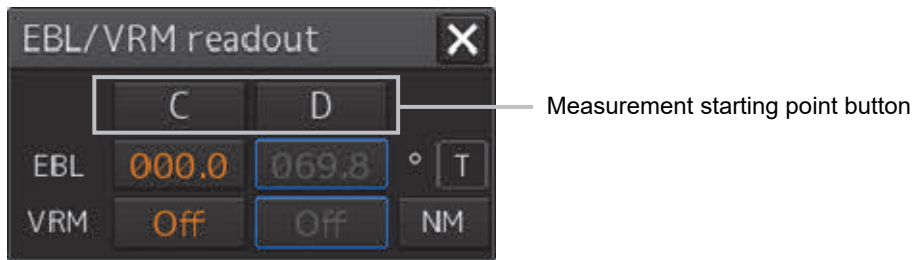 EBL/VRM readout X
C D
Measurement starting point button
EBL 000.0 069.8 ° T
VRM Off Off NM